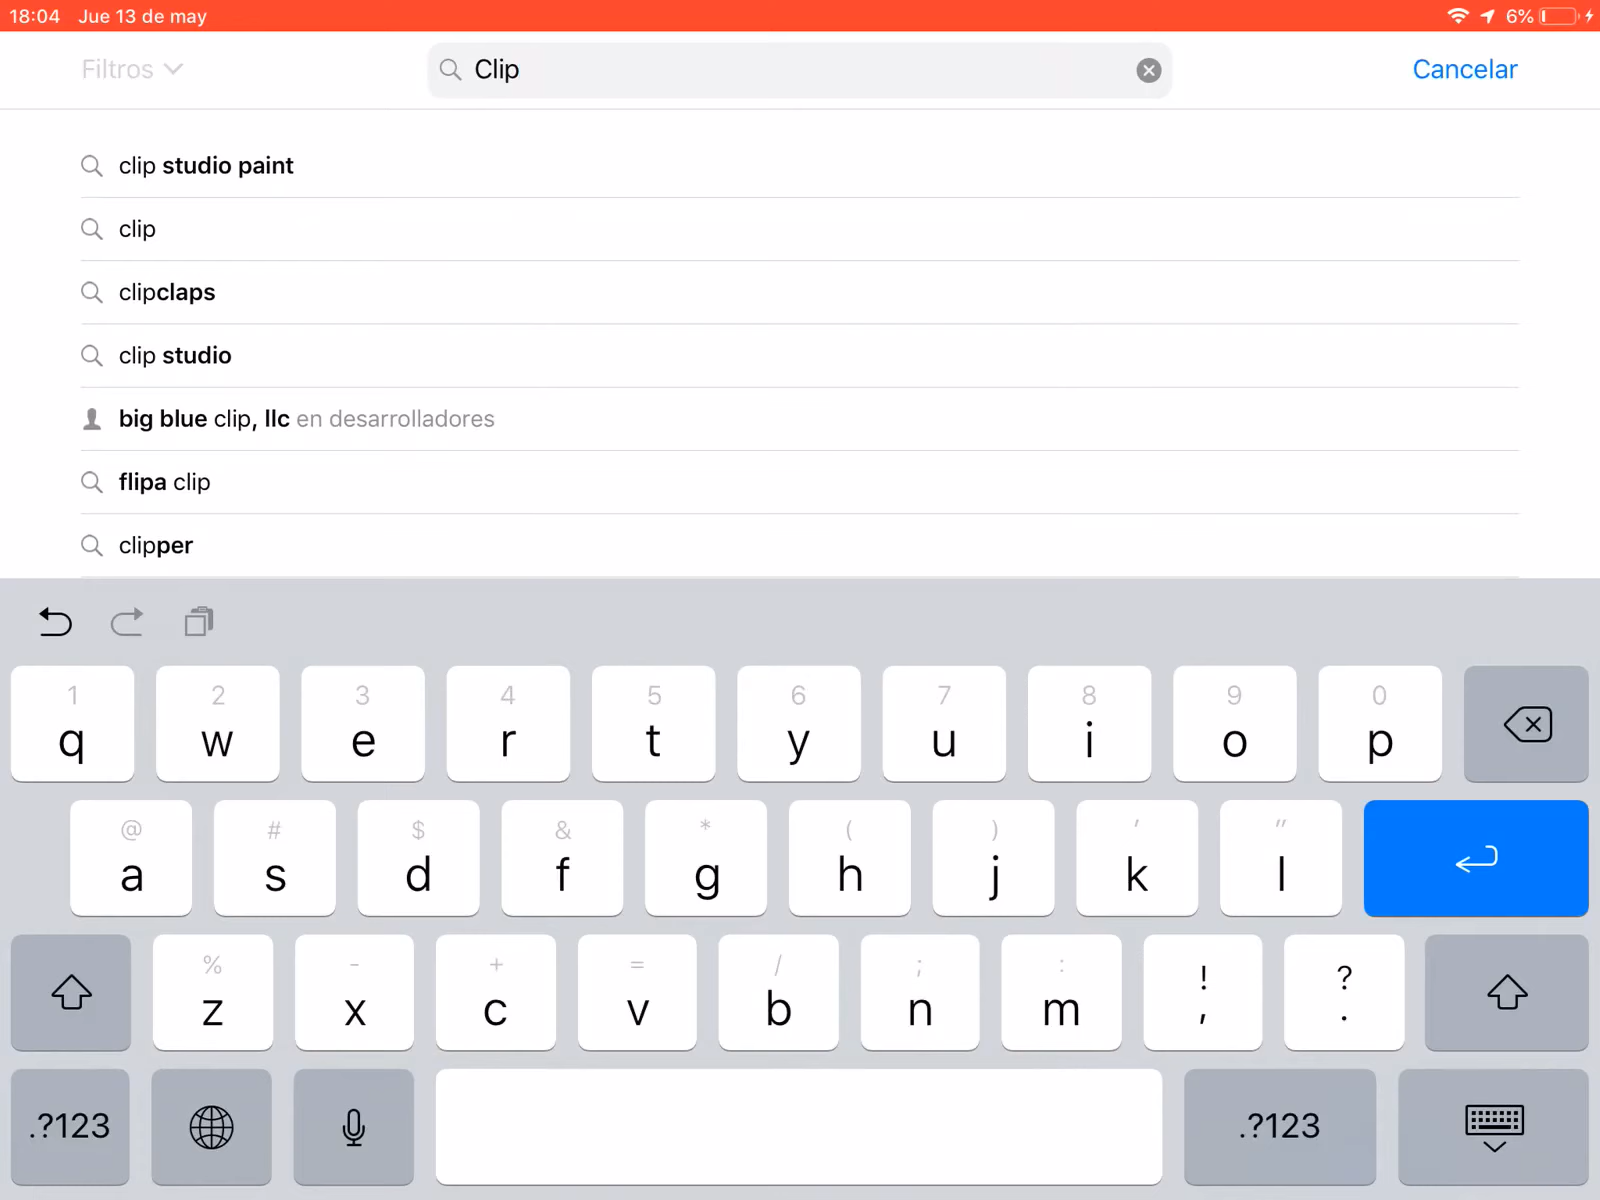 18:04 Jue 13 de may 6%
Filtros Clip Cancelar
clip studio paint
clip
clipclaps
clip studio
big blue clip, llc en desarrolladores
flipa clip
clipper
1 2 3 4 5 6 7 8 9 0
q w e r t y u i o p
@ # $ & * ( ) ' "
a s d f g h j k l
% - + = / ; : ! ?
z x c v b n m , .
.?123 .?123